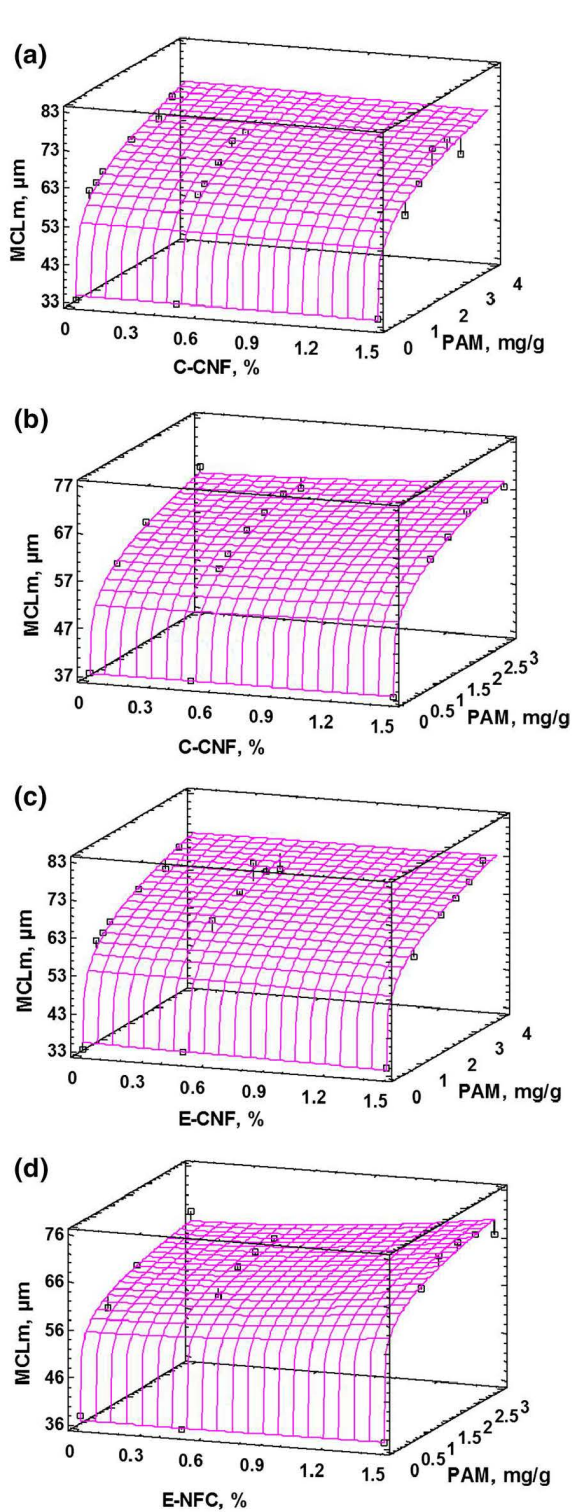 (a)
83
73
63
53
43
33
MCLm, µm
0 0.3 0.6 0.9 1.2 1.5
C-CNF, %
0 1 2 3 4
PAM, mg/g
(b)
77
67
57
47
37
MCLm, µm
0 0.3 0.6 0.9 1.2 1.5
C-CNF, %
0 0.5 1 1.5 2 2.5 3
PAM, mg/g
(c)
83
73
63
53
43
33
MCLm, µm
0 0.3 0.6 0.9 1.2 1.5
E-CNF, %
0 1 2 3 4
PAM, mg/g
(d)
76
66
56
46
36
MCLm, µm
0 0.3 0.6 0.9 1.2 1.5
E-NFC, %
0 0.5 1 1.5 2 2.5 3
PAM, mg/g